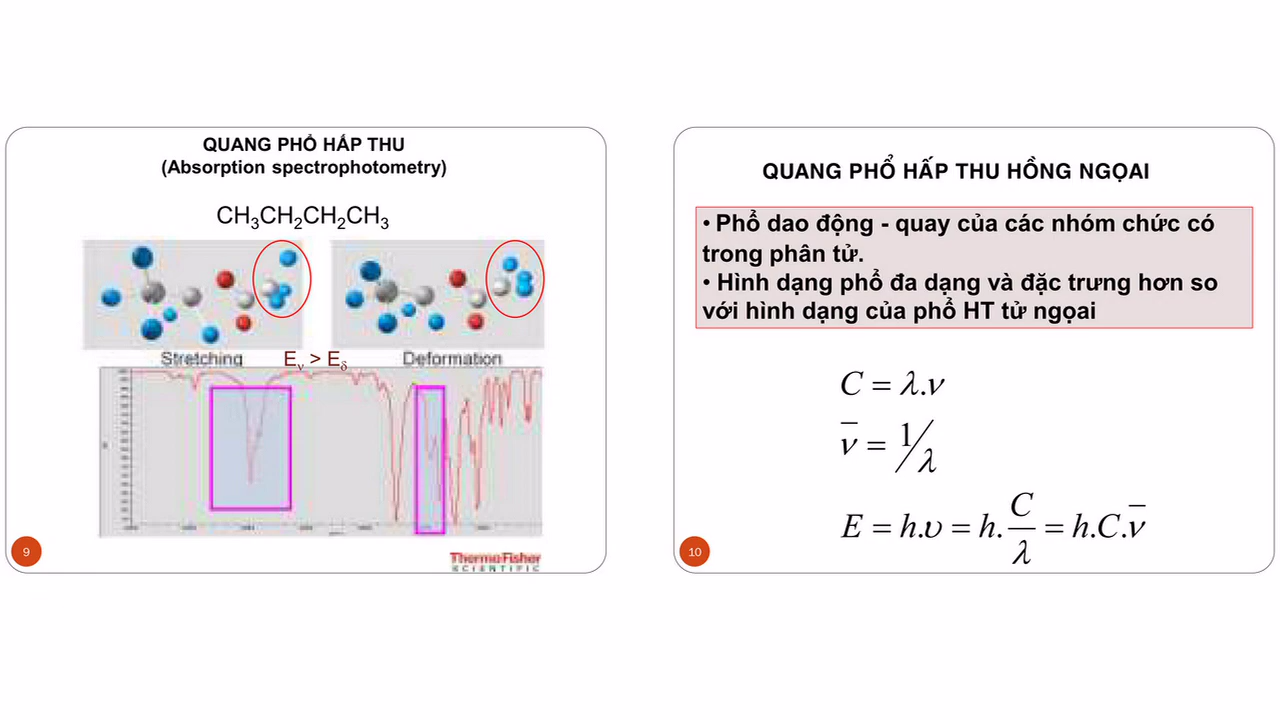 QUANG PHỔ HẤP THU
(Absorption spectrophotometry)
CH₃CH₂CH₂CH₃
Stretching
Eᵥ > E_δ
Deformation
9
ThermoFisher
SCIENTIFIC
QUANG PHỔ HẤP THU HỒNG NGỌAI
• Phổ dao động - quay của các nhóm chức có
trong phân tử.
• Hình dạng phổ đa dạng và đặc trưng hơn so
với hình dạng của phổ HT tử ngọai
C = λ.ν
ν̅ = 1/λ
E = h.υ = h. C/λ = h.C.ν̅
10